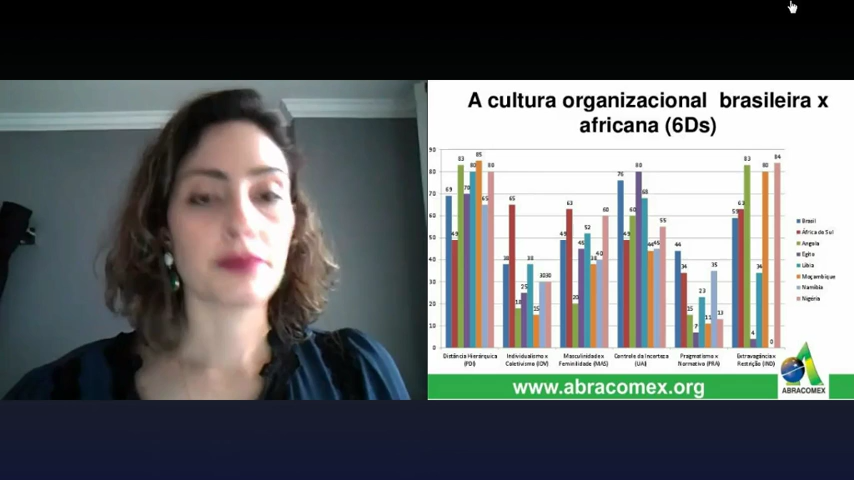 A cultura organizacional brasileira x
africana (6Ds)
90
80
70
60
50
40
30
20
10
0
69
49
83
70
80
85
65
80
38
65
18
25
38
15
30
30
49
63
20
45
52
38
40
60
76
49
60
80
68
44
45
55
44
34
15
7
23
11
35
13
59
63
83
4
34
80
0
84
Distância Hierárquica
(PDI)
Individualismo x
Coletivismo (IDV)
Masculinidade x
Feminilidade (MAS)
Controle da Incerteza
(UAI)
Pragmatismo x
Normativo (PRA)
Extravagância x
Restrição (IND)
Brasil
África do Sul
Angola
Egito
Líbia
Moçambique
Namíbia
Nigéria
www.abracomex.org
ABRACOMEX